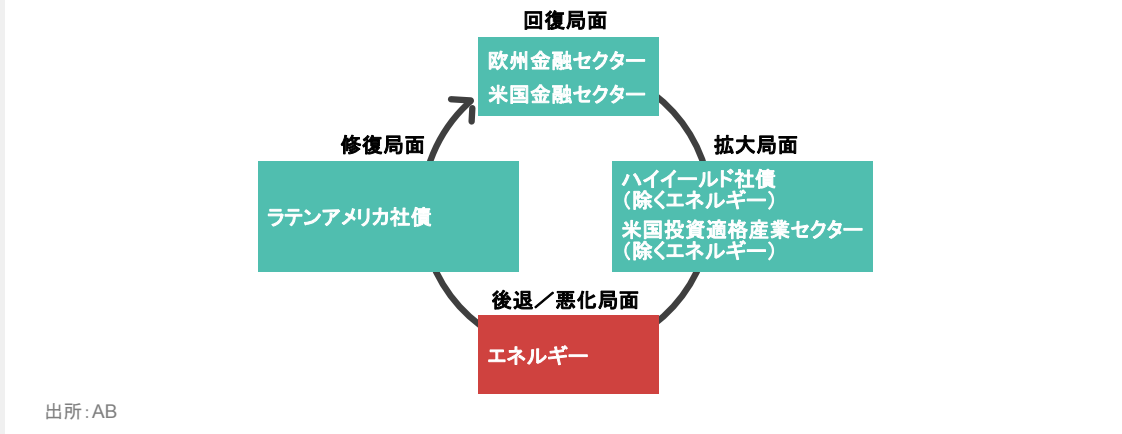 回復局面
欧州金融セクター
米国金融セクター
修復局面
拡大局面
ラテンアメリカ社債
ハイイールド社債
（除くエネルギー）
米国投資適格産業セクター
（除くエネルギー）
後退／悪化局面
エネルギー
出所：AB